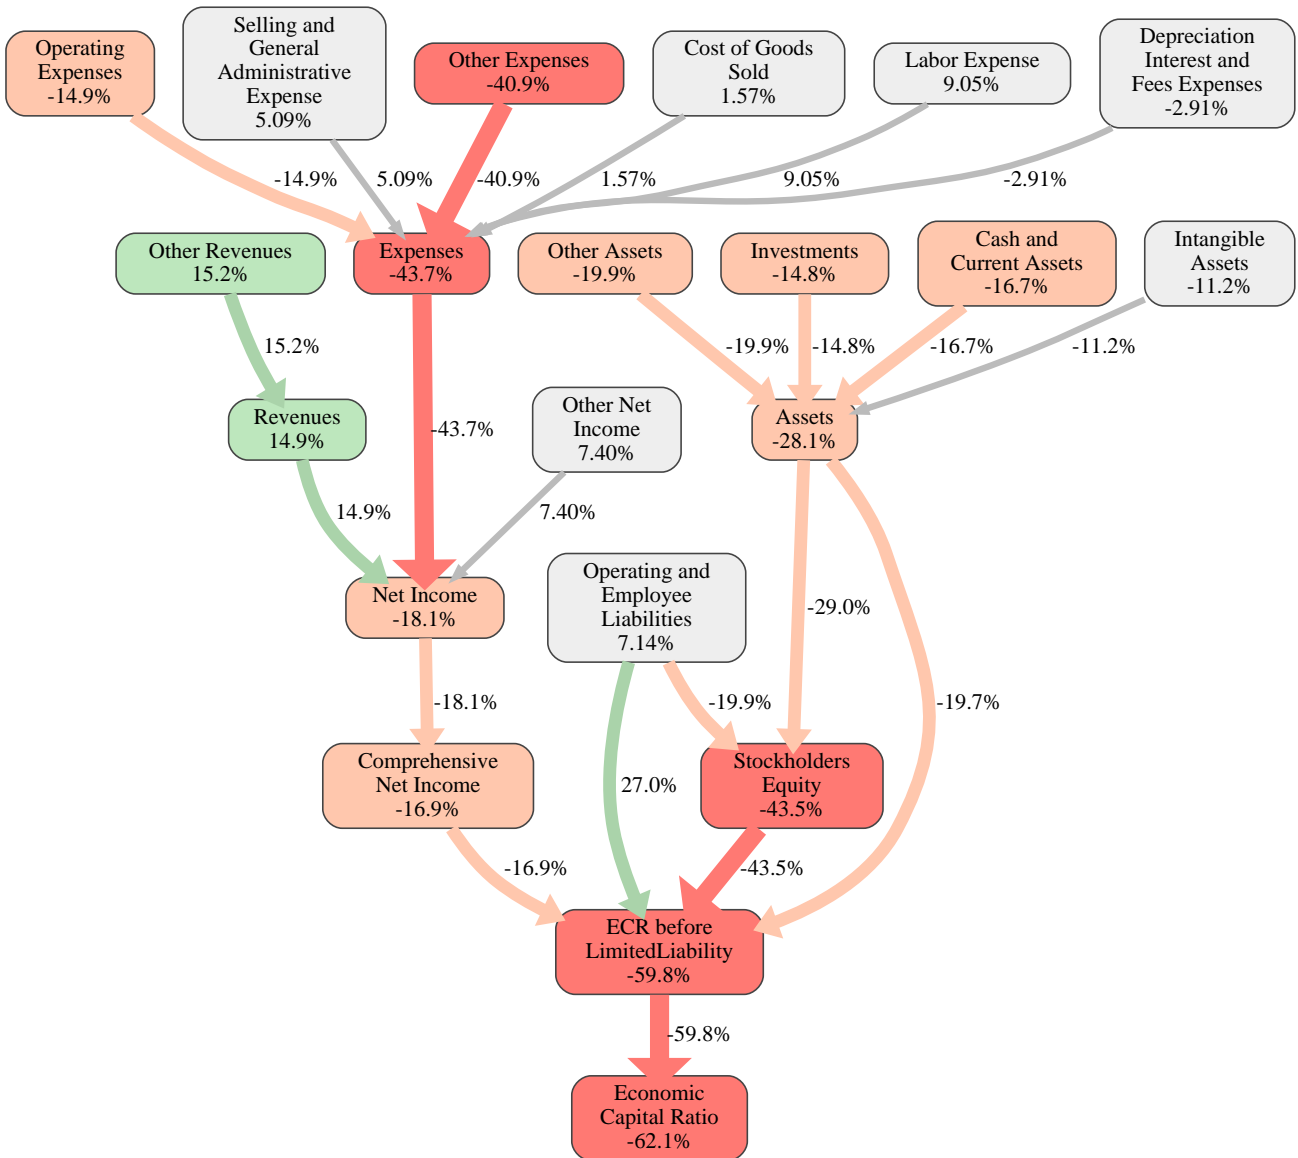 Operating
Expenses
-14.9%
Selling and
General
Administrative
Expense
5.09%
Other Expenses
-40.9%
Cost of Goods
Sold
1.57%
Labor Expense
9.05%
Depreciation
Interest and
Fees Expenses
-2.91%
-14.9%
5.09%
-40.9%
1.57%
9.05%
-2.91%
Other Revenues
15.2%
Expenses
-43.7%
Other Assets
-19.9%
Investments
-14.8%
Cash and
Current Assets
-16.7%
Intangible
Assets
-11.2%
15.2%
-19.9%
-14.8%
-16.7%
-11.2%
Revenues
14.9%
-43.7%
Other Net
Income
7.40%
Assets
-28.1%
14.9%
7.40%
Net Income
-18.1%
Operating and
Employee
Liabilities
7.14%
-29.0%
-18.1%
-19.9%
-19.7%
Comprehensive
Net Income
-16.9%
27.0%
Stockholders
Equity
-43.5%
-16.9%
-43.5%
ECR before
LimitedLiability
-59.8%
-59.8%
Economic
Capital Ratio
-62.1%